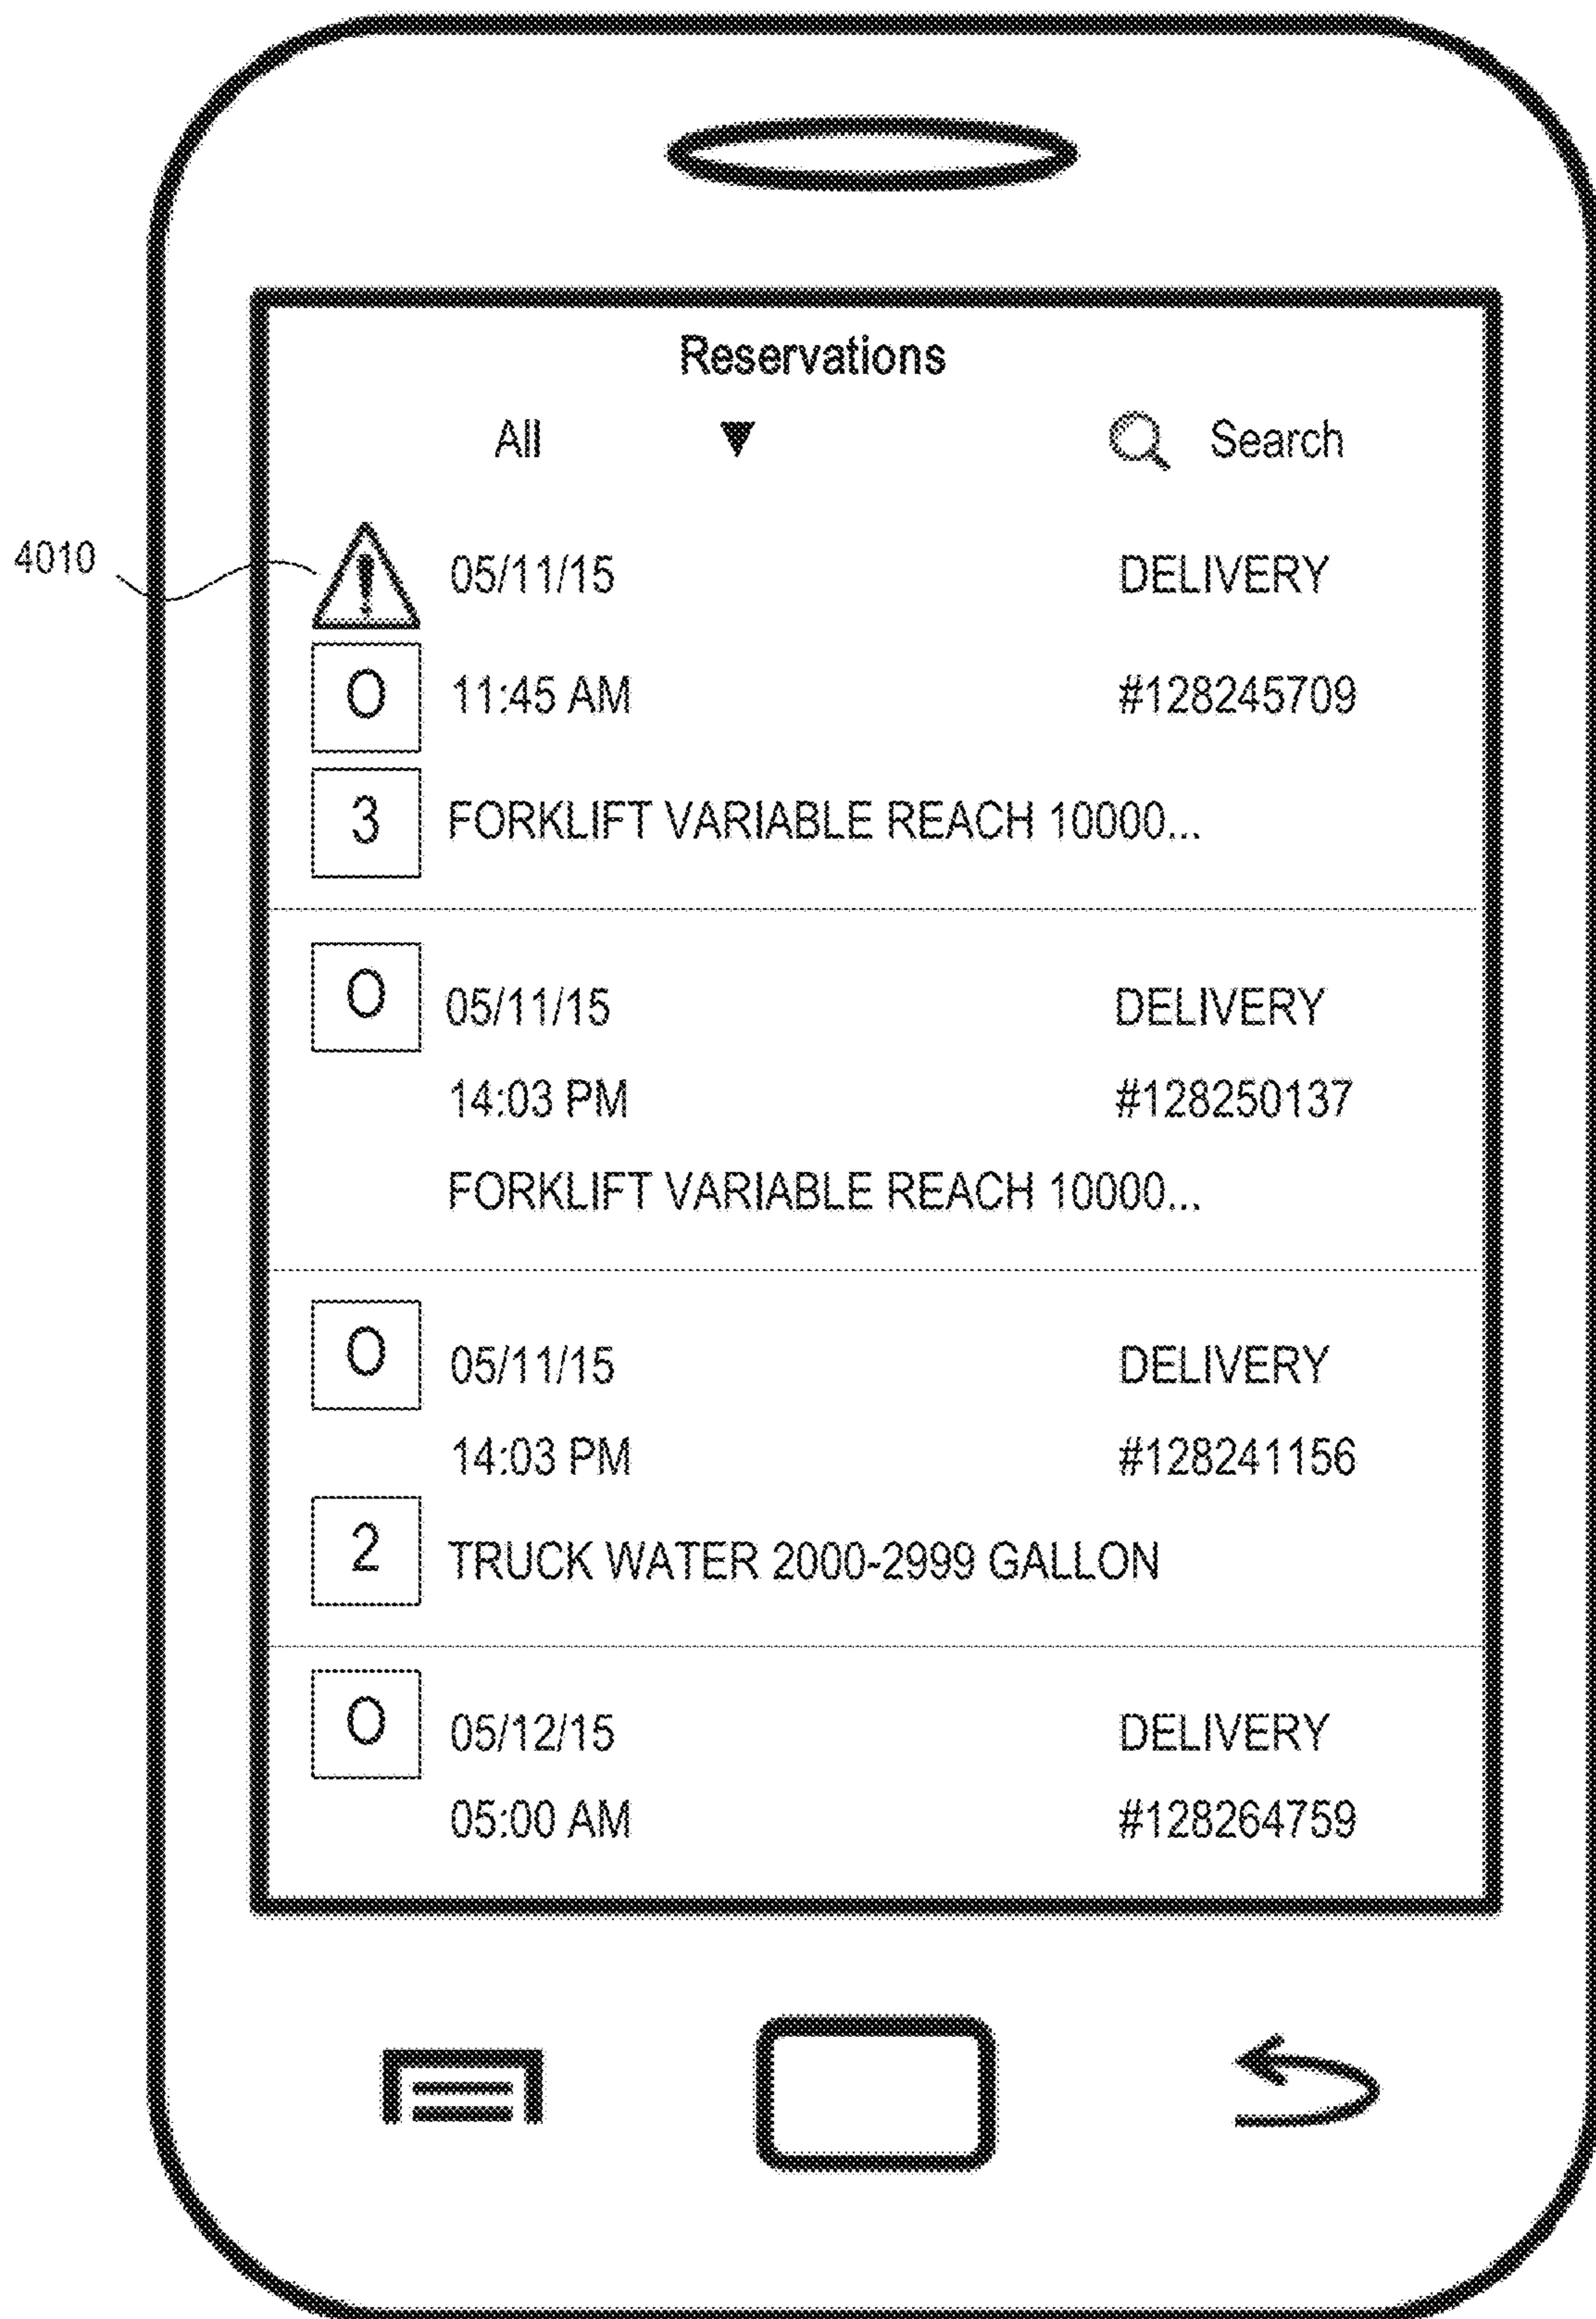 Reservations
All ▼ Search
4010
! 05/11/15 DELIVERY
O 11:45 AM #128245709
3 FORKLIFT VARIABLE REACH 10000...
O 05/11/15 DELIVERY
14:03 PM #128250137
FORKLIFT VARIABLE REACH 10000...
O 05/11/15 DELIVERY
14:03 PM #128241156
2 TRUCK WATER 2000-2999 GALLON
O 05/12/15 DELIVERY
05:00 AM #128264759